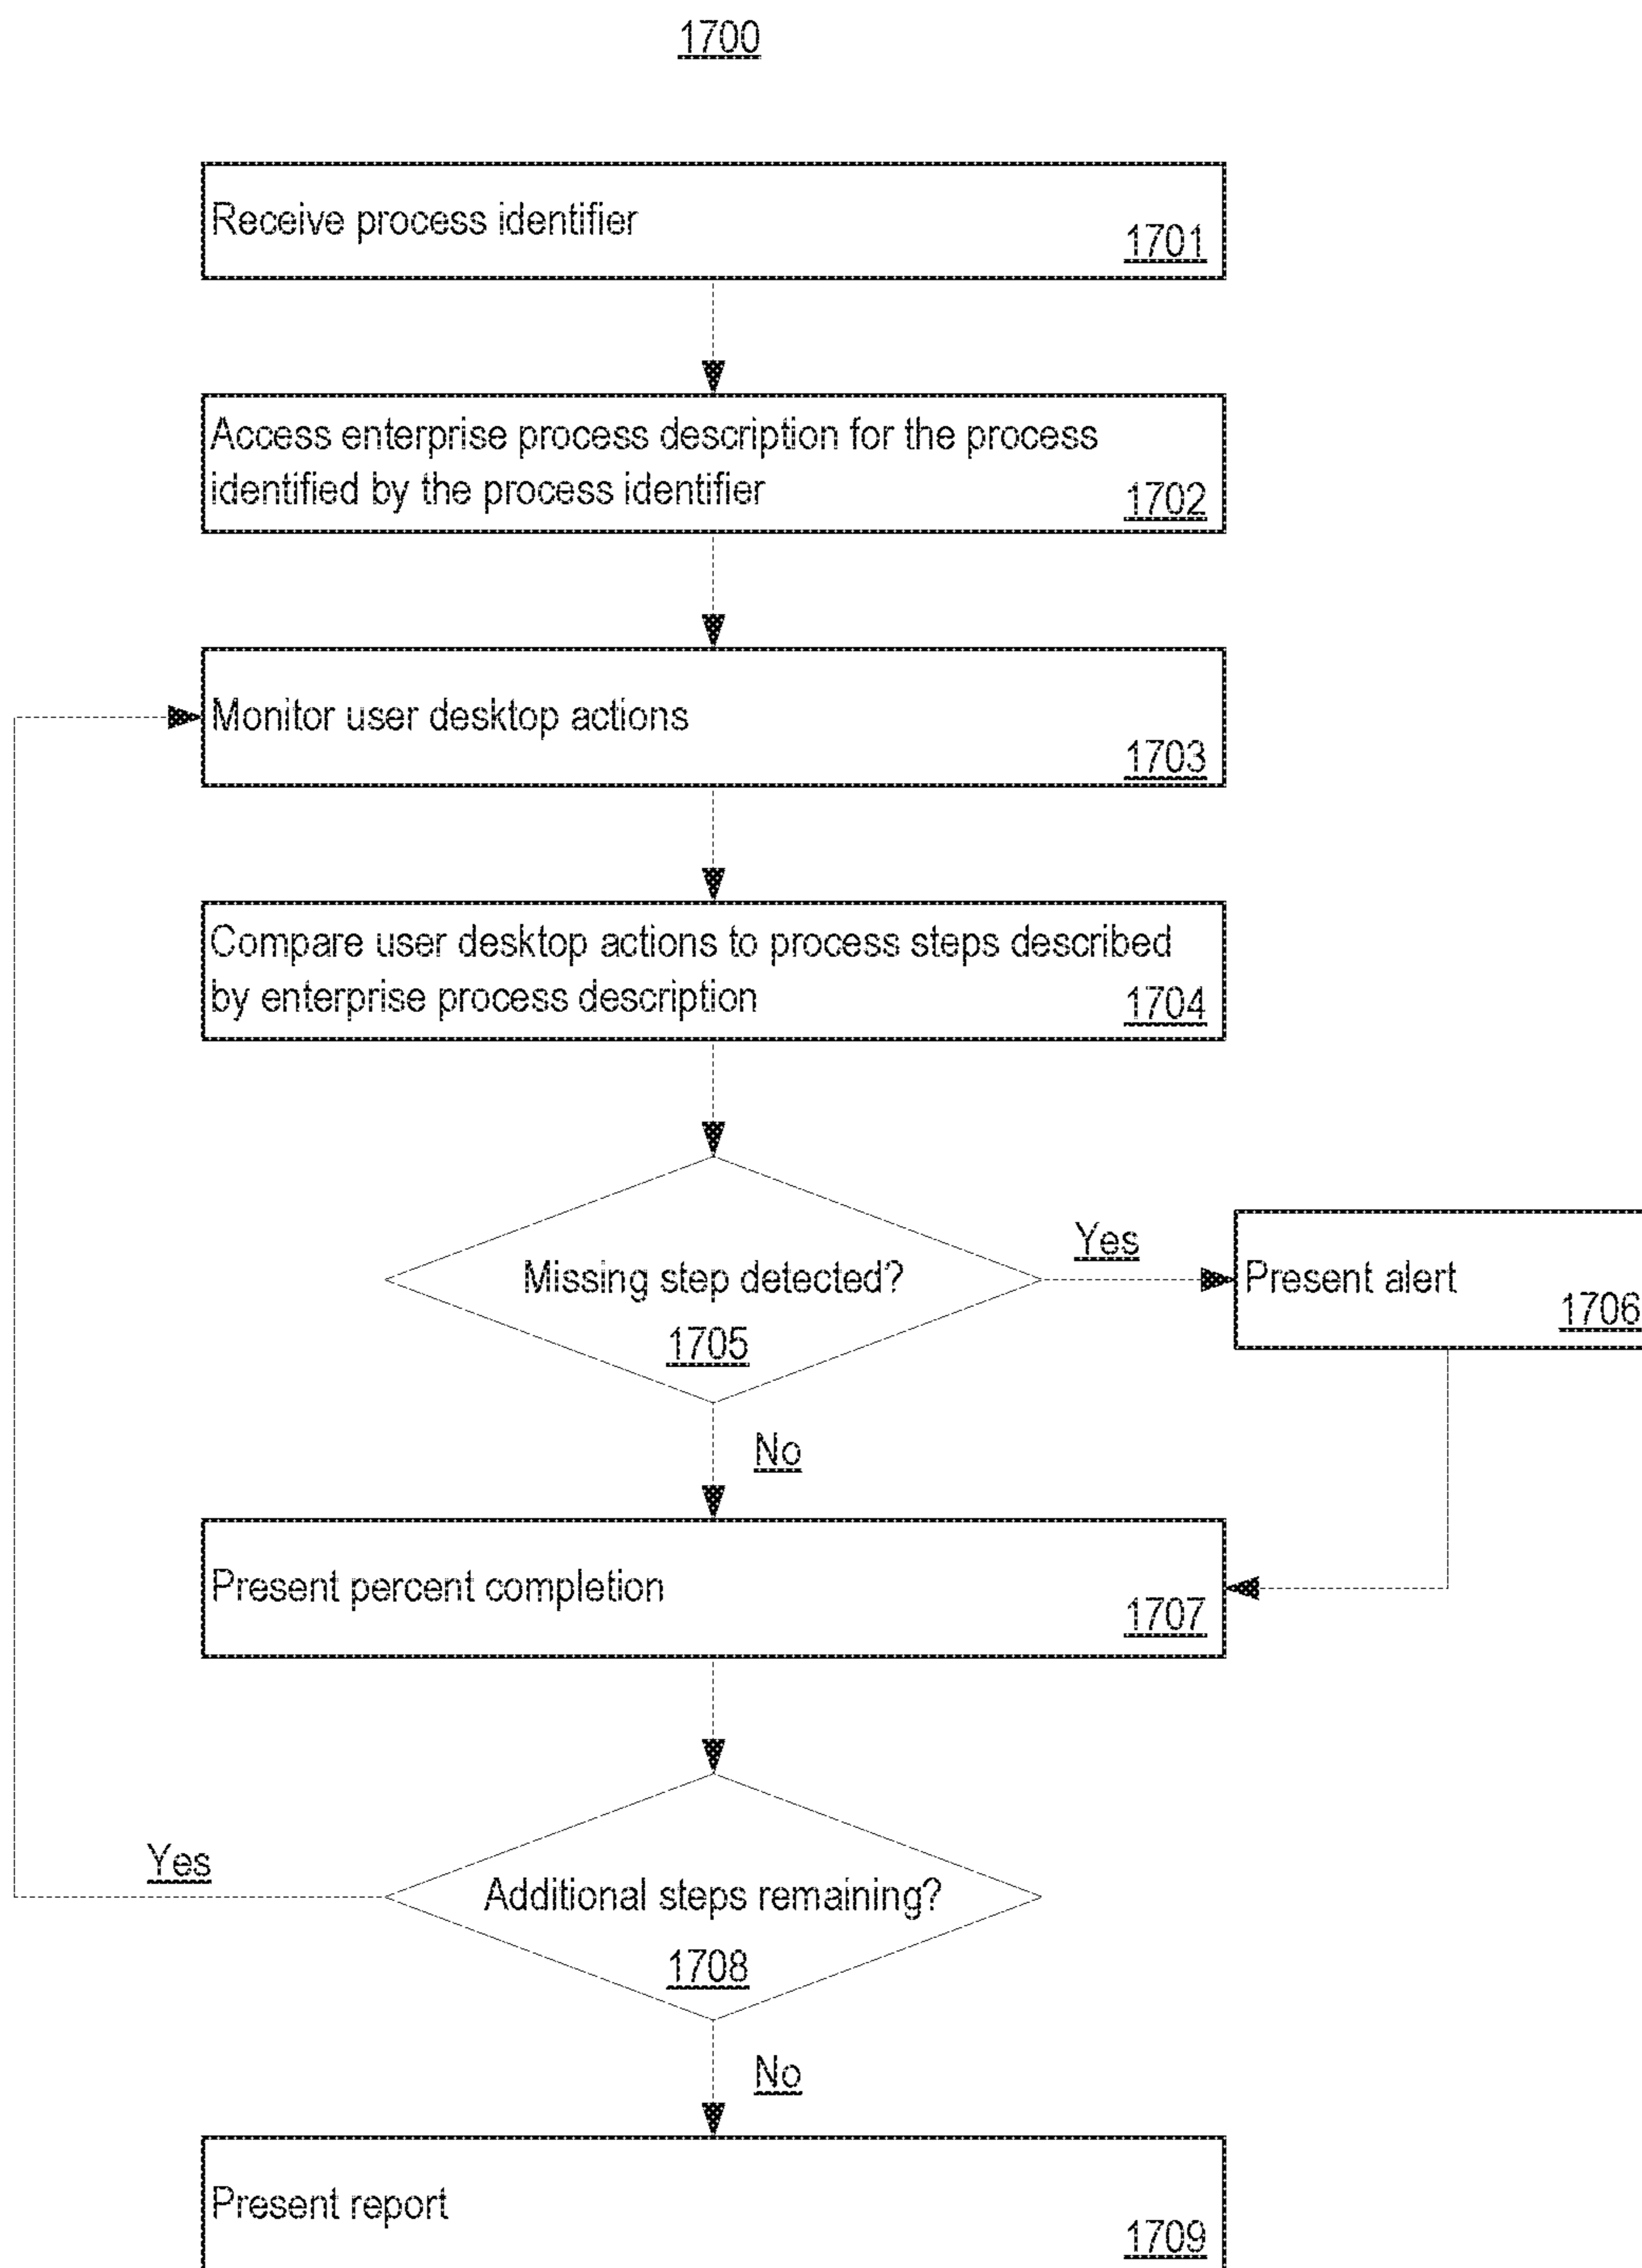 1700
Receive process identifier
1701
Access enterprise process description for the process
identified by the process identifier
1702
Monitor user desktop actions
1703
Compare user desktop actions to process steps described
by enterprise process description
1704
Missing step detected?
1705
Yes
Present alert
1706
No
Present percent completion
1707
Additional steps remaining?
1708
Yes
No
Present report
1709